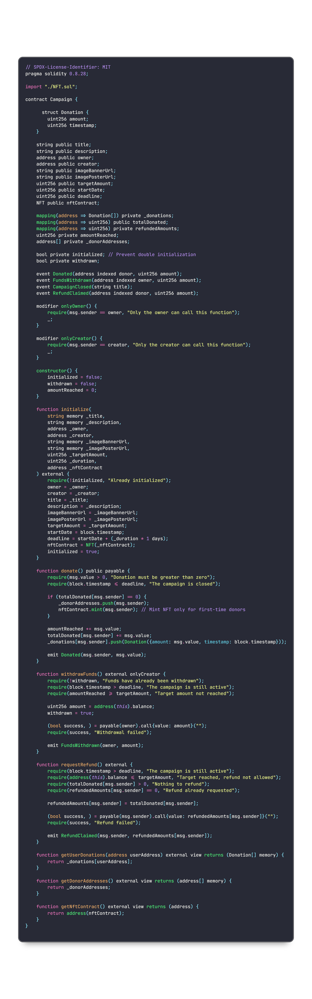 // SPDX-License-Identifier: MIT
pragma solidity 0.8.28;

import "./NFT.sol";

contract Campaign {

      struct Donation {
        uint256 amount;
        uint256 timestamp;
    }

    string public title;
    string public description;
    address public owner;
    address public creator;
    string public imageBannerUrl;
    string public imagePosterUrl;
    uint256 public targetAmount;
    uint256 public startDate;
    uint256 public deadline;
    NFT public nftContract;

    mapping(address => Donation[]) private _donations;
    mapping(address => uint256) public totalDonated;
    mapping(address => uint256) private refundedAmounts;
    uint256 private amountReached;
    address[] private _donorAddresses;

    bool private initialized; // Prevent double initialization
    bool private withdrawn;

    event Donated(address indexed donor, uint256 amount);
    event FundsWithdrawn(address indexed owner, uint256 amount);
    event CampaignClosed(string title);
    event RefundClaimed(address indexed donor, uint256 amount);

    modifier onlyOwner() {
        require(msg.sender == owner, "Only the owner can call this function");
        _;
    }

    modifier onlyCreator() {
        require(msg.sender == creator, "Only the creator can call this function");
        _;
    }

    constructor() {
        initialized = false;
        withdrawn = false;
        amountReached = 0;
    }

    function initialize(
        string memory _title,
        string memory _description,
        address _owner,
        address _creator,
        string memory _imageBannerUrl,
        string memory _imagePosterUrl,
        uint256 _targetAmount,
        uint256 _duration,
        address _nftContract
    ) external {
        require(!initialized, "Already initialized");
        owner = _owner;
        creator = _creator;
        title = _title;
        description = _description;
        imageBannerUrl = _imageBannerUrl;
        imagePosterUrl = _imagePosterUrl;
        targetAmount = _targetAmount;
        startDate = block.timestamp;
        deadline = startDate + (_duration * 1 days);
        nftContract = NFT(_nftContract);
        initialized = true;
    }

    function donate() public payable {
        require(msg.value > 0, "Donation must be greater than zero");
        require(block.timestamp <= deadline, "The campaign is closed");

        if (totalDonated[msg.sender] == 0) {
            _donorAddresses.push(msg.sender);
            nftContract.mint(msg.sender); // Mint NFT only for first-time donors
        }

        amountReached += msg.value;
        totalDonated[msg.sender] += msg.value;
        _donations[msg.sender].push(Donation({amount: msg.value, timestamp: block.timestamp}));

        emit Donated(msg.sender, msg.value);
    }

    function withdrawFunds() external onlyCreator {
        require(!withdrawn, "Funds have already been withdrawn");
        require(block.timestamp > deadline, "The campaign is still active");
        require(amountReached >= targetAmount, "Target amount not reached");

        uint256 amount = address(this).balance;
        withdrawn = true;

        (bool success, ) = payable(owner).call{value: amount}("");
        require(success, "Withdrawal failed");

        emit FundsWithdrawn(owner, amount);
    }

    function requestRefund() external {
        require(block.timestamp > deadline, "The campaign is still active");
        require(address(this).balance <= targetAmount, "Target reached, refund not allowed");
        require(totalDonated[msg.sender] > 0, "Nothing to refund");
        require(refundedAmounts[msg.sender] == 0, "Refund already requested");

        refundedAmounts[msg.sender] = totalDonated[msg.sender];

        (bool success, ) = payable(msg.sender).call{value: refundedAmounts[msg.sender]}("");
        require(success, "Refund failed");

        emit RefundClaimed(msg.sender, refundedAmounts[msg.sender]);
    }

    function getUserDonations(address userAddress) external view returns (Donation[] memory) {
        return _donations[userAddress];
    }

    function getDonorAddresses() external view returns (address[] memory) {
        return _donorAddresses;
    }

    function getNftContract() external view returns (address) {
        return address(nftContract);
    }
}